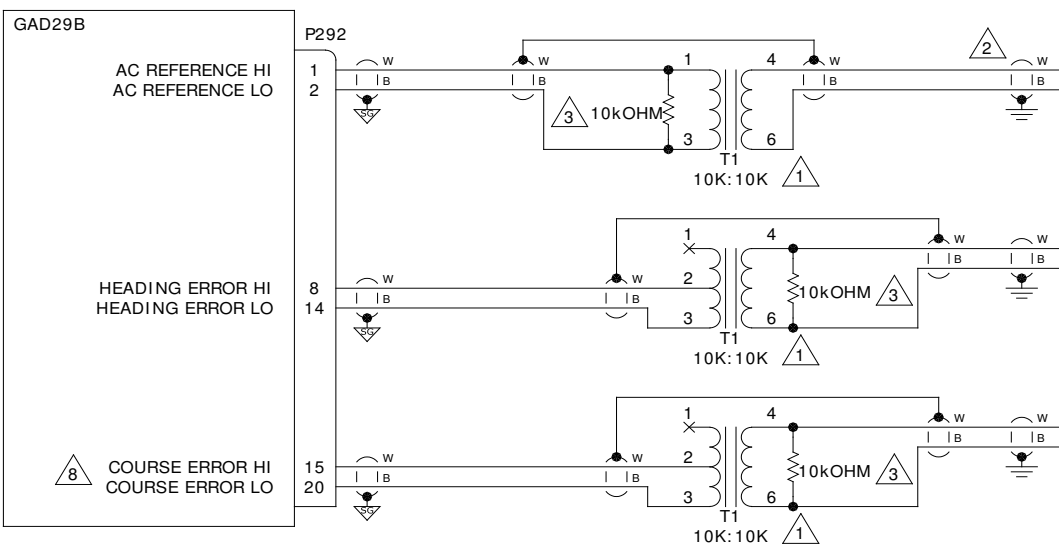 GAD29B
P292
AC REFERENCE HI 1 W 1 4 W 2 W
AC REFERENCE LO 2 B B B
SG 3 10kOHM
3 6
T1
10K:10K 1
1 4 W W
B B
HEADING ERROR HI 8 W W 2
HEADING ERROR LO 14 B B 10kOHM 3
SG 3 6
T1
10K:10K 1
1 4 W W
B B
8 COURSE ERROR HI 15 W W 2
COURSE ERROR LO 20 B B 10kOHM 3
SG 3 6
T1
10K:10K 1